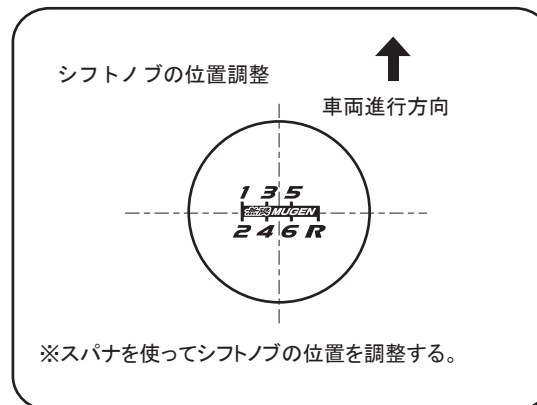 シフトノブの位置調整
車両進行方向
1 3 5
無限 MUGEN
2 4 6 R
※スパナを使ってシフトノブの位置を調整する。